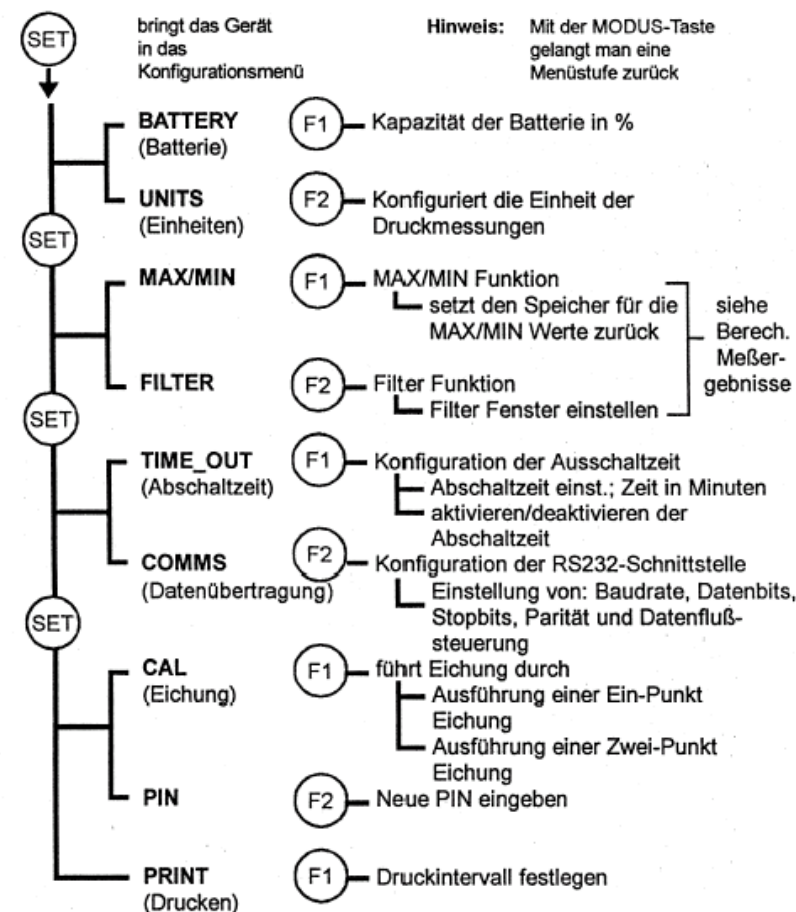 SET
bringt das Gerät
in das
Konfigurationsmenü
Hinweis: Mit der MODUS-Taste
gelangt man eine
Menüstufe zurück
BATTERY
(Batterie)
F1
Kapazität der Batterie in %
UNITS
(Einheiten)
F2
Konfiguriert die Einheit der
Druckmessungen
SET
MAX/MIN
F1
MAX/MIN Funktion
setzt den Speicher für die
MAX/MIN Werte zurück
FILTER
F2
Filter Funktion
Filter Fenster einstellen
siehe
Berech.
Meßer-
gebnisse
SET
TIME_OUT
(Abschaltzeit)
F1
Konfiguration der Ausschaltzeit
Abschaltzeit einst.; Zeit in Minuten
aktivieren/deaktivieren der
Abschaltzeit
COMMS
(Datenübertragung)
F2
Konfiguration der RS232-Schnittstelle
Einstellung von: Baudrate, Datenbits,
Stopbits, Parität und Datenfluß-
steuerung
SET
CAL
(Eichung)
F1
führt Eichung durch
Ausführung einer Ein-Punkt
Eichung
Ausführung einer Zwei-Punkt
Eichung
PIN
F2
Neue PIN eingeben
PRINT
(Drucken)
F1
Druckintervall festlegen